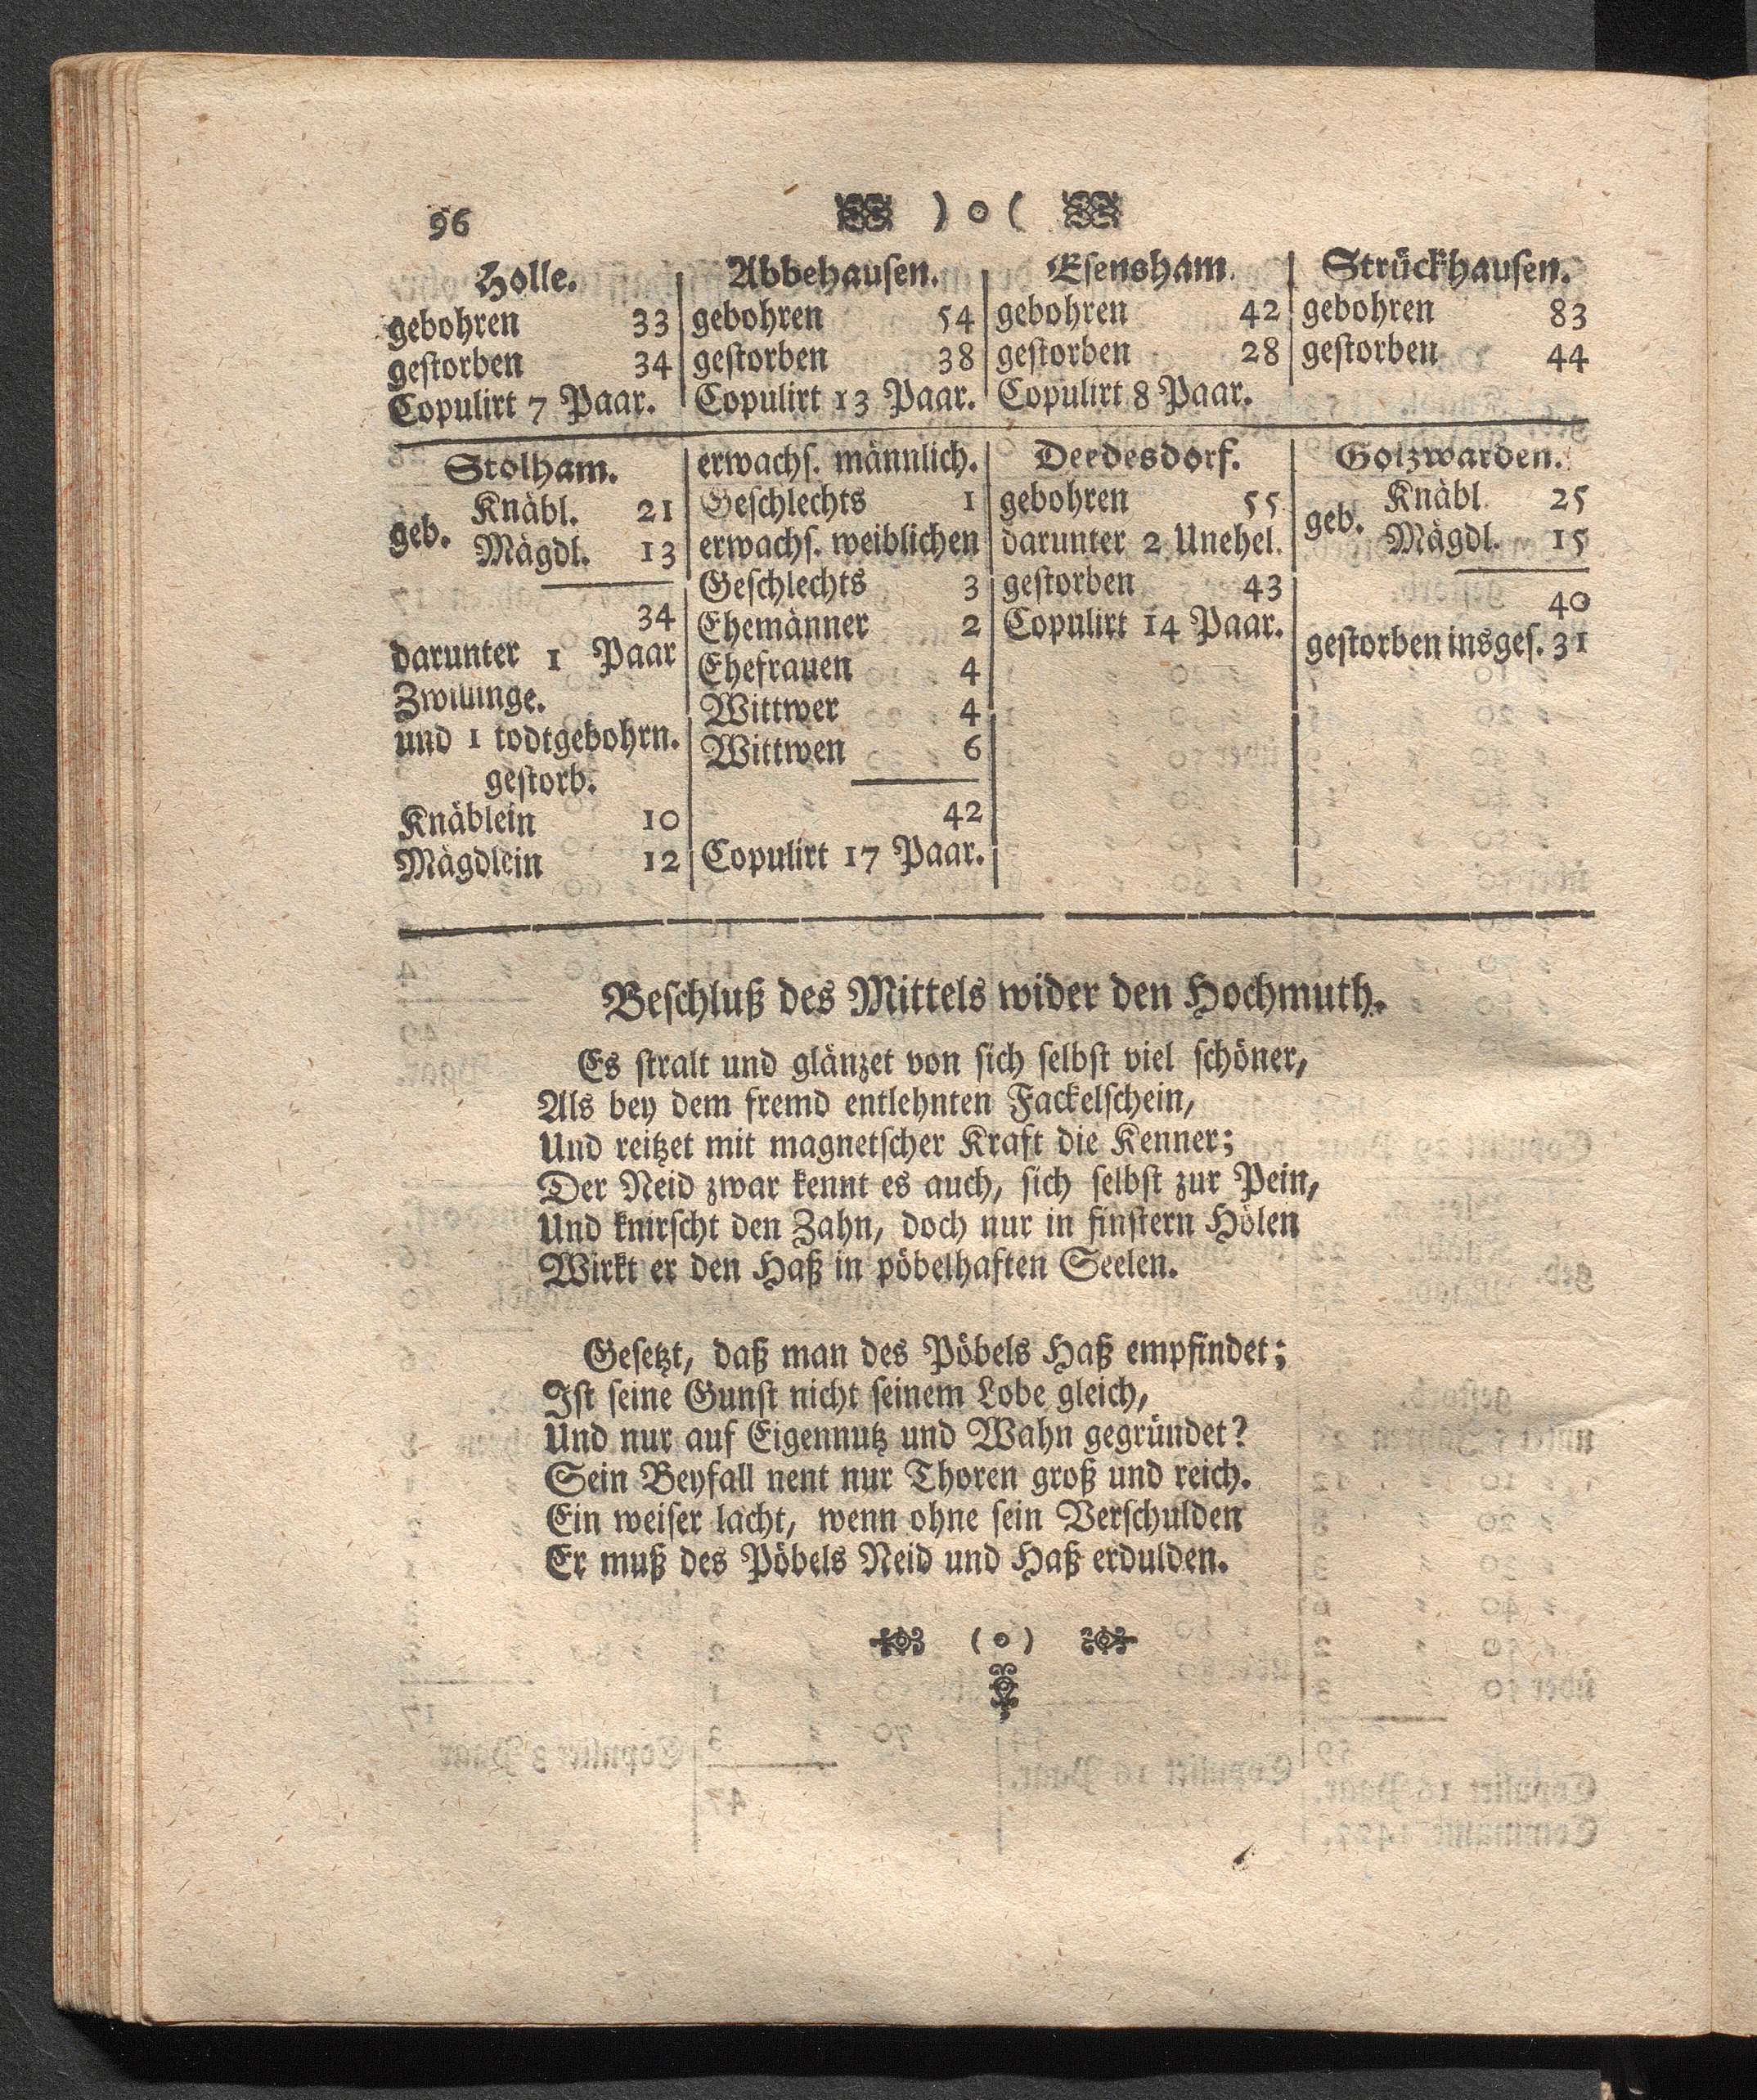 96 ) o (
Holle.
gebohren 33
gestorben 34
Copulirt 7 Paar.
Abbehausen.
gebohren 54
gestorben 38
Copulirt 13 Paar.
Esensham.
gebohren 42
gestorben 28
Copulirt 8 Paar.
Strückhausen.
gebohren 83
gestorben 44
Stolham.
geb. Knäbl. 21
Mägdl. 13
34
darunter 1 Paar
Zwillinge.
und 1 todtgebohrn.
gestorb.
Knäblein 10
Mägdlein 12
erwachs. männlich.
Geschlechts 1
erwachs. weiblichen
Geschlechts 3
Ehemänner 2
Ehefrauen 4
Wittwer 4
Wittwen 6
42
Copulirt 17 Paar.
Dedesdorf.
gebohren 55
darunter 2 Unehel.
gestorben 43
Copulirt 14 Paar.
Golzwarden.
geb. Knäbl. 25
Mägdl. 15
40
gestorben insges. 31
Beschluß des Mittels wider den Hochmuth.
Es stralt und glänzet von sich selbst viel schöner,
Als bey dem fremd entlehnten Fackelschein,
Und reitzet mit magnetscher Kraft die Kenner;
Der Neid zwar kennt es auch, sich selbst zur Pein,
Und knirscht den Zahn, doch nur in finstern Hölen
Wirkt er den Haß in pöbelhaften Seelen.
Gesetzt, daß man des Pöbels Haß empfindet;
Ist seine Gunst nicht seinem Lobe gleich,
Und nur auf Eigennutz und Wahn gegründet?
Sein Beyfall nent nur Thoren groß und reich.
Ein weiser lacht, wenn ohne sein Verschulden
Er muß des Pöbels Neid und Haß erdulden.
( o )